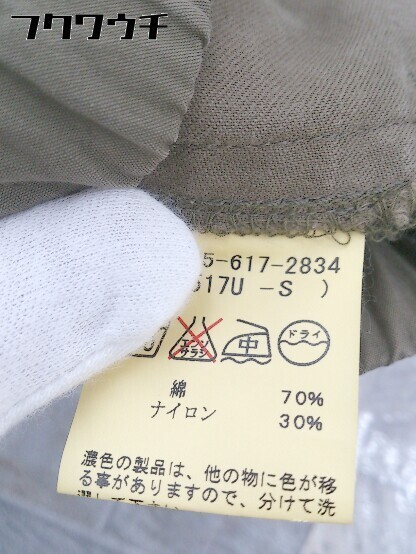 フクワウチ
5-617-2834
517U -S )
エンソ
サラシ
中
ドライ
綿 70%
ナイロン 30%
濃色の製品は、他の物に色が移
る事がありますので、分けて洗